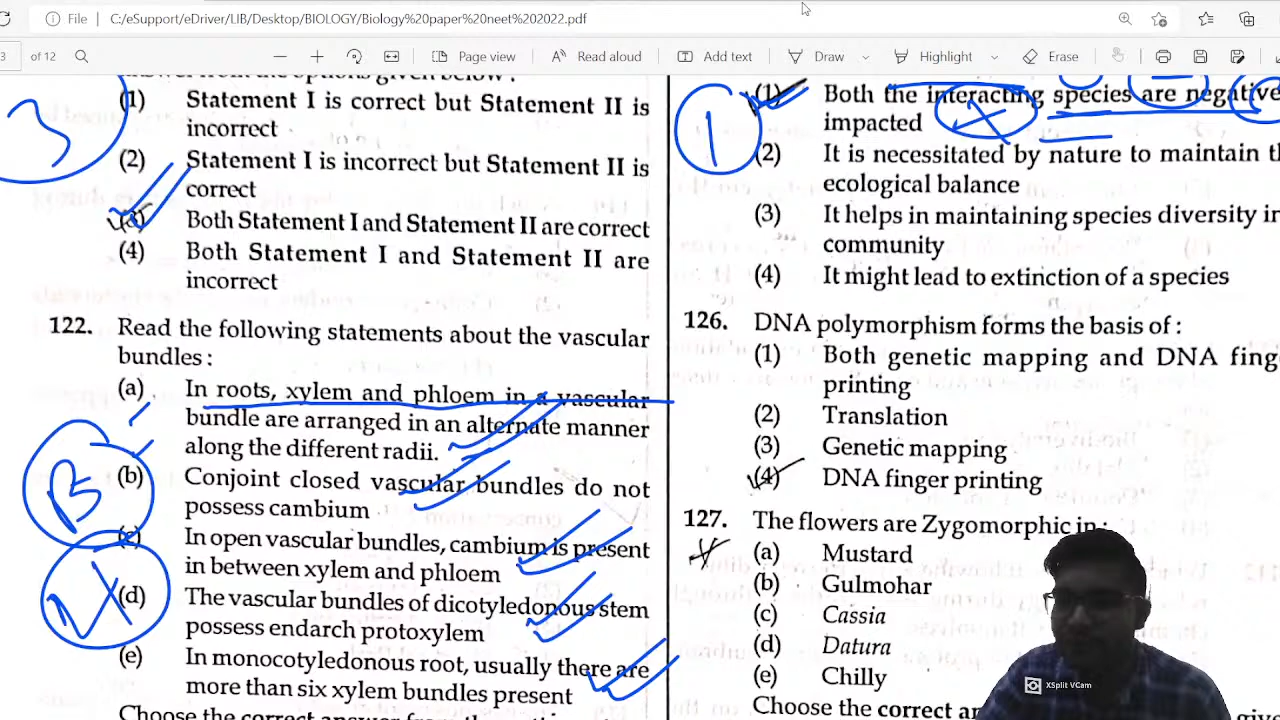 File
C:/eSupport/eDriver/LIB/Desktop/BIOLOGY/Biology%20paper%20neet%202022.pdf
3 of 12
Page view
Read aloud
Add text
Draw
Highlight
Erase
answer from the options given below :
(1) Statement I is correct but Statement II is
incorrect
(2) Statement I is incorrect but Statement II is
correct
(3) Both Statement I and Statement II are correct
(4) Both Statement I and Statement II are
incorrect
3
122. Read the following statements about the vascular
bundles :
(a) In roots, xylem and phloem in a vascular
bundle are arranged in an alternate manner
along the different radii.
(b) Conjoint closed vascular bundles do not
possess cambium
(c) In open vascular bundles, cambium is present
in between xylem and phloem
(d) The vascular bundles of dicotyledonous stem
possess endarch protoxylem
(e) In monocotyledonous root, usually there are
more than six xylem bundles present
Choose the correct answer from the
B
1
(1) Both the interacting species are negative
impacted
(2) It is necessitated by nature to maintain th
ecological balance
(3) It helps in maintaining species diversity in
community
(4) It might lead to extinction of a species
126. DNA polymorphism forms the basis of :
(1) Both genetic mapping and DNA finge
printing
(2) Translation
(3) Genetic mapping
(4) DNA finger printing
127. The flowers are Zygomorphic in :
(a) Mustard
(b) Gulmohar
(c) Cassia
(d) Datura
(e) Chilly
Choose the correct an
give
XSplit VCam